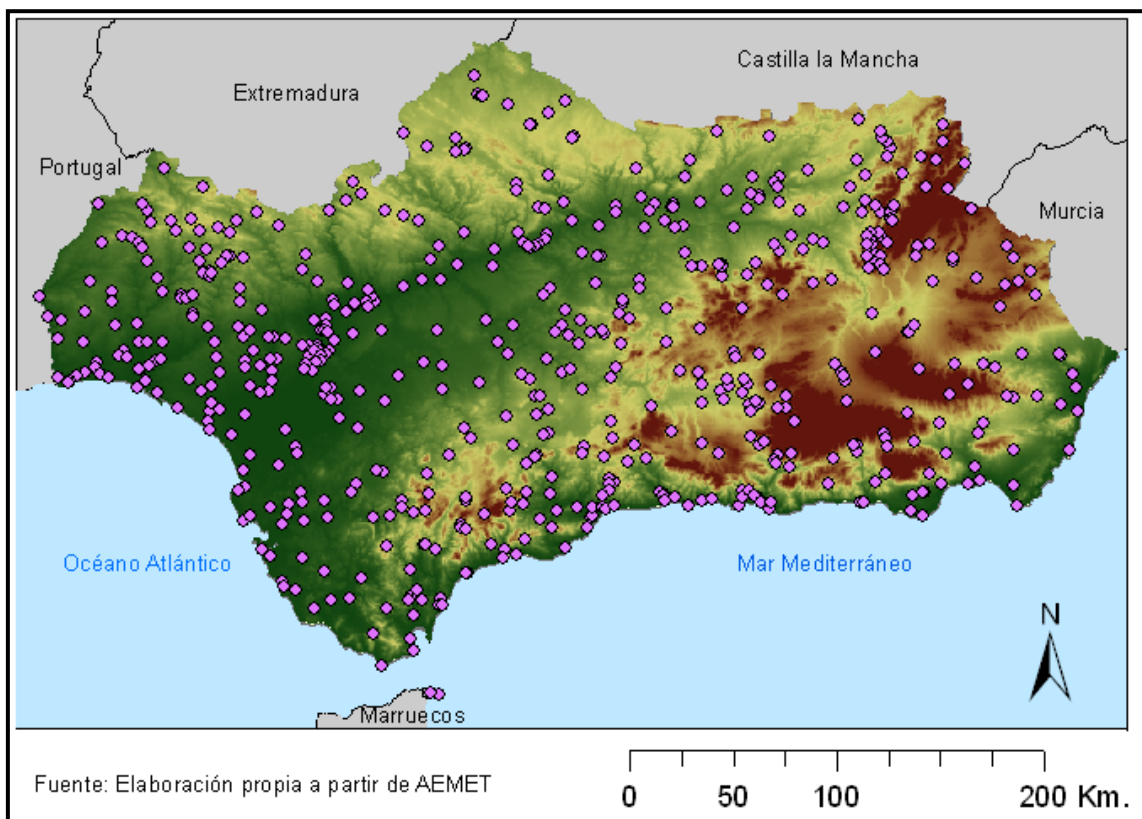 Castilla la Mancha
Extremadura
Portugal
Murcia
Océano Atlántico
Mar Mediterráneo
N
Marruecos
Fuente: Elaboración propia a partir de AEMET
0 50 100 200 Km.